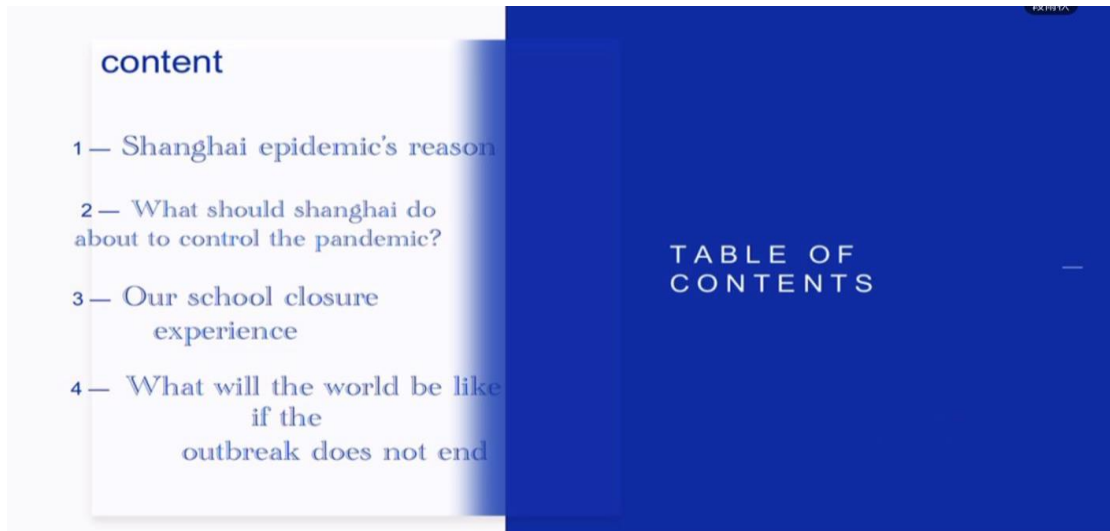 content
1 — Shanghai epidemic's reason
2 — What should shanghai do
about to control the pandemic?
3 — Our school closure
experience
4 — What will the world be like
if the
outbreak does not end
TABLE OF
CONTENTS
—